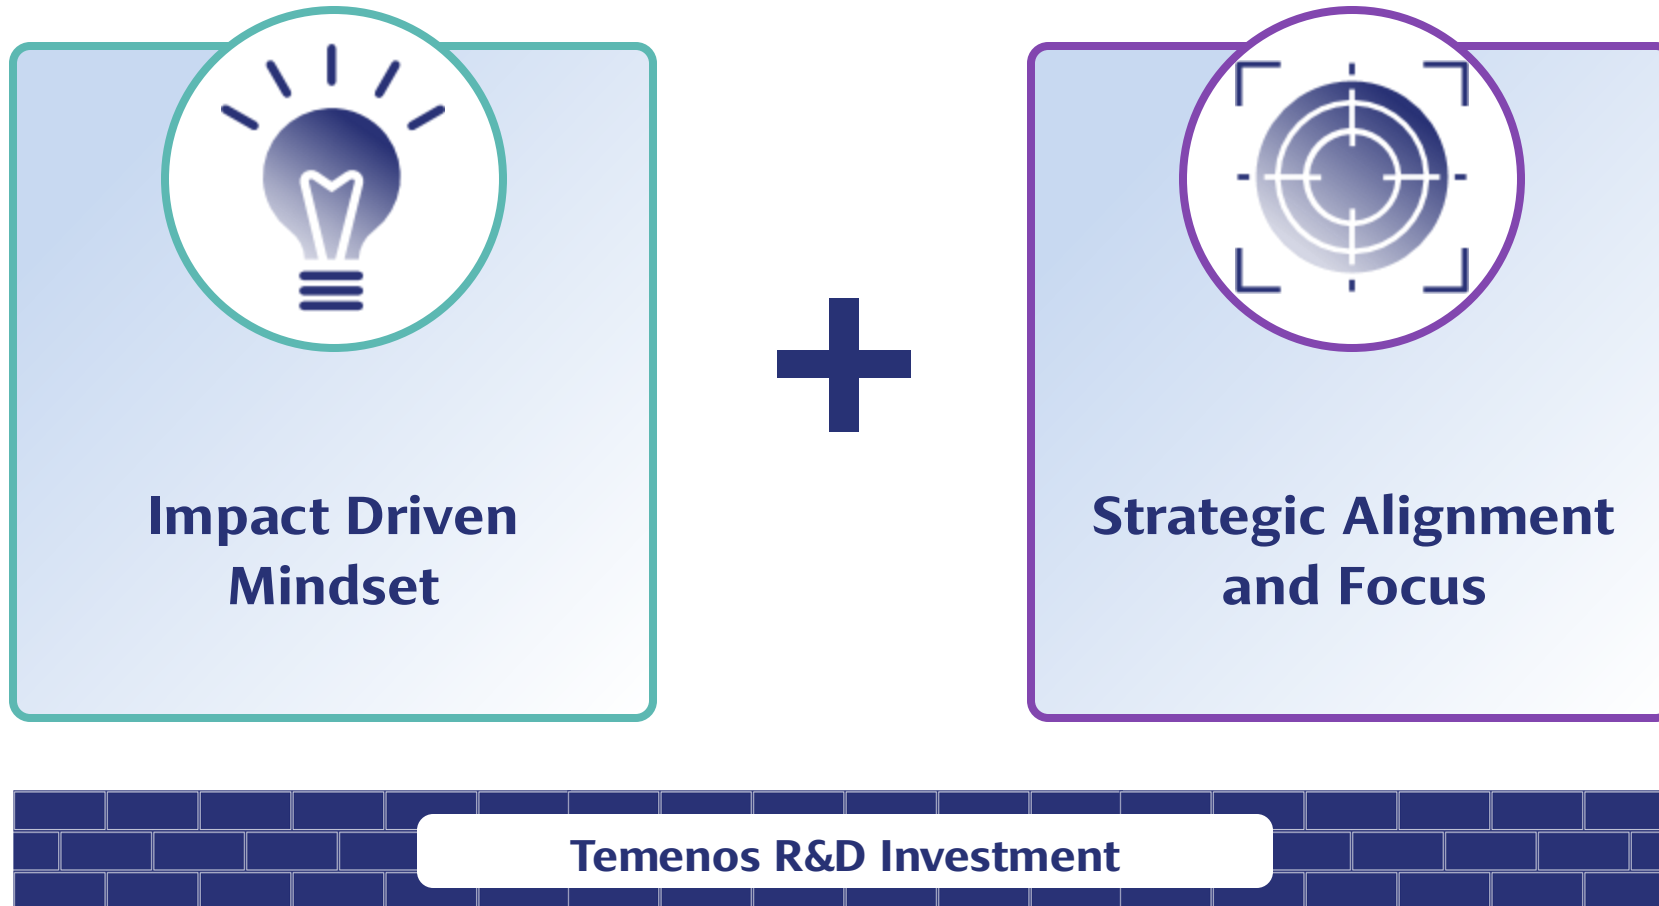 Impact Driven
Mindset
Strategic Alignment
and Focus
Temenos R&D Investment